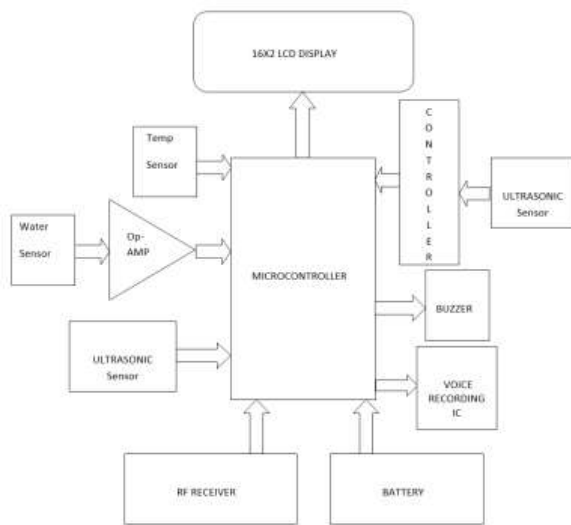 16X2 LCD DISPLAY
Temp
Sensor
C
O
N
T
R
O
L
L
E
R
ULTRASONIC
Sensor
Water
Sensor
Op-
AMP
MICROCONTROLLER
BUZZER
ULTRASONIC
Sensor
VOICE
RECORDING
IC
RF RECEIVER
BATTERY